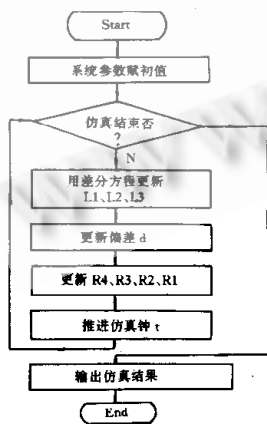 Start
系统参数赋初值
仿真结束否
?
N
用差分方程更新
L1、L2、L3
更新偏差 d
更新 R4、R3、R2、R1
推进仿真钟 t
输出仿真结果
End